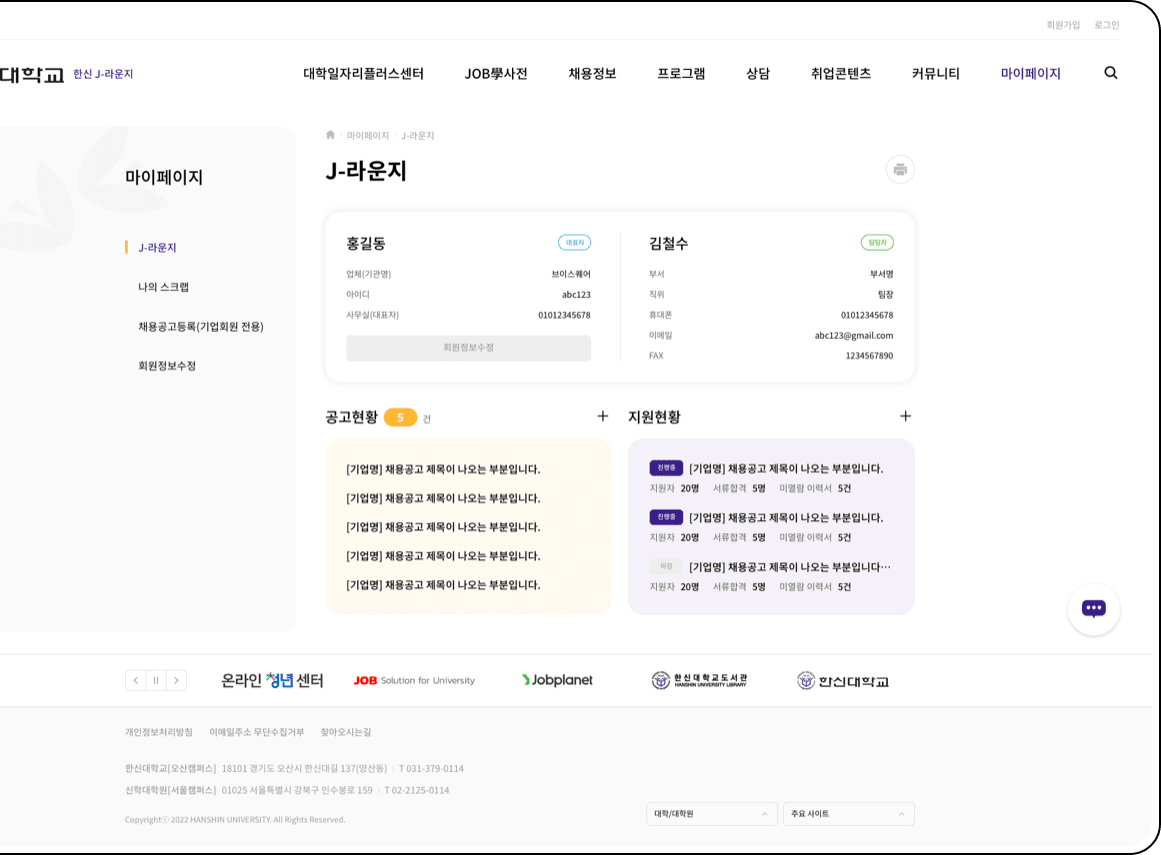 회원가입 로그인
대학교 한신 J-라운지
대학일자리플러스센터 JOB學사전 채용정보 프로그램 상담 취업콘텐츠 커뮤니티 마이페이지
마이페이지 J-라운지
마이페이지
J-라운지
나의 스크랩
채용공고등록(기업회원 전용)
회원정보수정
J-라운지
홍길동 대표자
업체(기관명) 브이스퀘어
아이디 abc123
사무실(대표자) 01012345678
회원정보수정
김철수 담당자
부서 부서명
직위 팀장
휴대폰 01012345678
이메일 abc123@gmail.com
FAX 1234567890
공고현황 5 건 +
[기업명] 채용공고 제목이 나오는 부분입니다.
[기업명] 채용공고 제목이 나오는 부분입니다.
[기업명] 채용공고 제목이 나오는 부분입니다.
[기업명] 채용공고 제목이 나오는 부분입니다.
[기업명] 채용공고 제목이 나오는 부분입니다.
지원현황 +
진행중 [기업명] 채용공고 제목이 나오는 부분입니다.
지원자 20명 서류합격 5명 미열람 이력서 5건
진행중 [기업명] 채용공고 제목이 나오는 부분입니다.
지원자 20명 서류합격 5명 미열람 이력서 5건
마감 [기업명] 채용공고 제목이 나오는 부분입니다…
지원자 20명 서류합격 5명 미열람 이력서 5건
온라인 청년 센터 JOB Solution for University Jobplanet 한신대학교도서관 HANSHIN UNIVERSITY LIBRARY 한신대학교
개인정보처리방침 이메일주소 무단수집거부 찾아오시는길
한신대학교[오산캠퍼스] 18101 경기도 오산시 한신대길 137(양산동) T 031-379-0114
신학대학원[서울캠퍼스] 01025 서울특별시 강북구 인수봉로 159 T 02-2125-0114
Copyrightⓒ 2022 HANSHIN UNIVERSITY. All Rights Reserved.
대학/대학원 주요 사이트